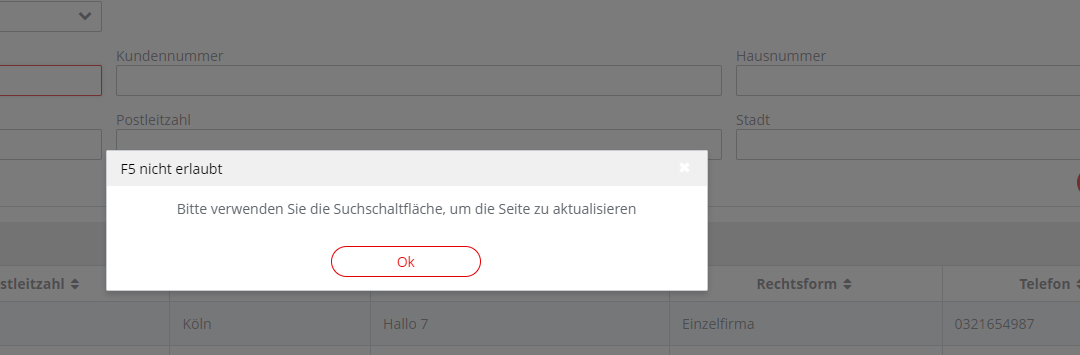 Kundennummer
Hausnummer
Postleitzahl
Stadt
F5 nicht erlaubt
Bitte verwenden Sie die Suchschaltfläche, um die Seite zu aktualisieren
Ok
stleitzahl
Rechtsform
Telefon
Köln
Hallo 7
Einzelfirma
0321654987